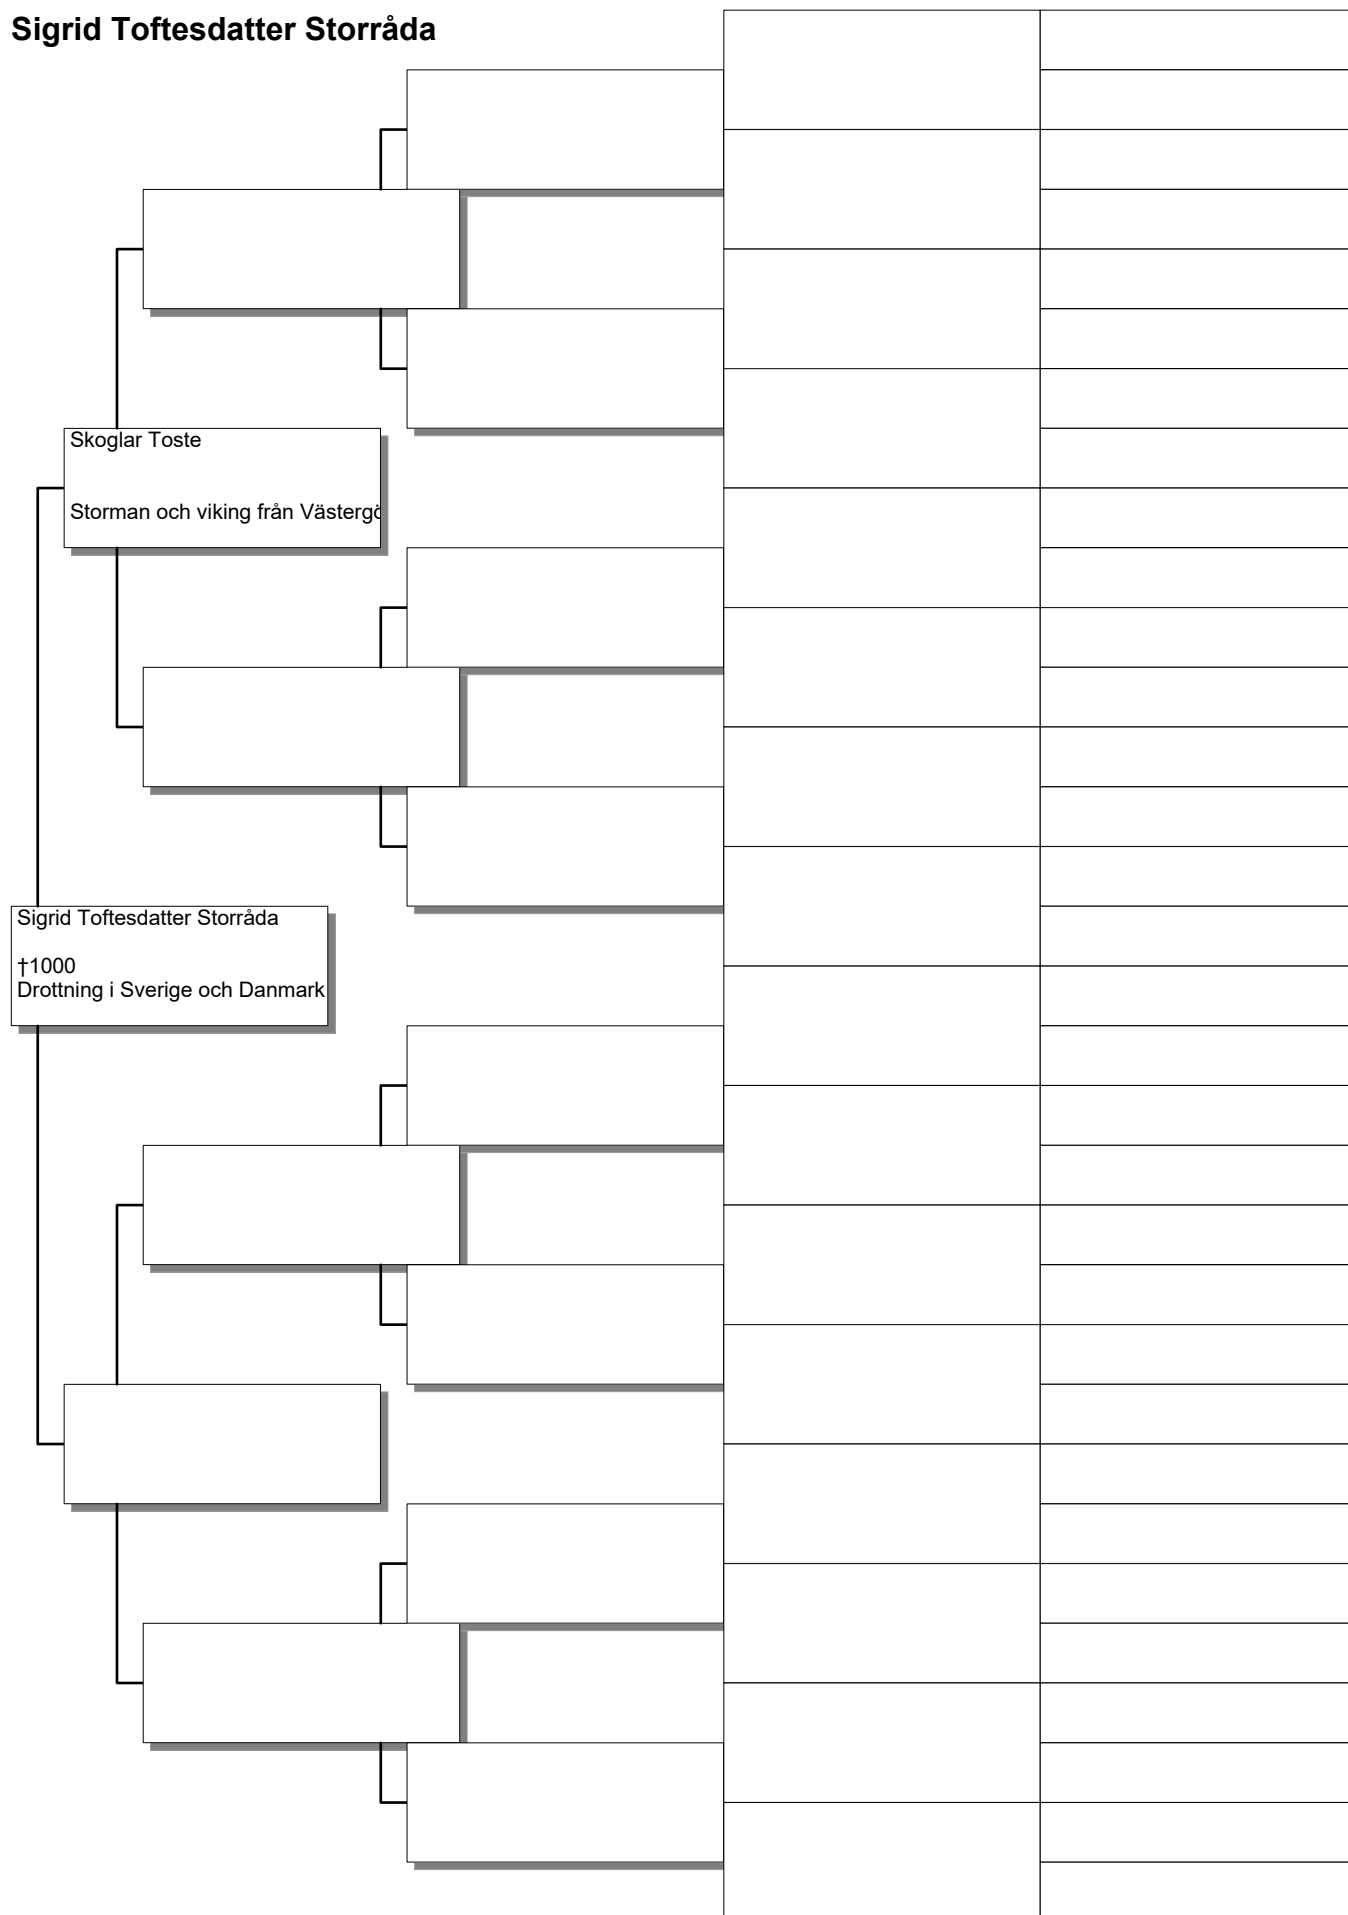 Sigrid Toftesdatter Storråda
Skoglar Toste
Storman och viking från Västergö
Sigrid Toftesdatter Storråda
†1000
Drottning i Sverige och Danmark